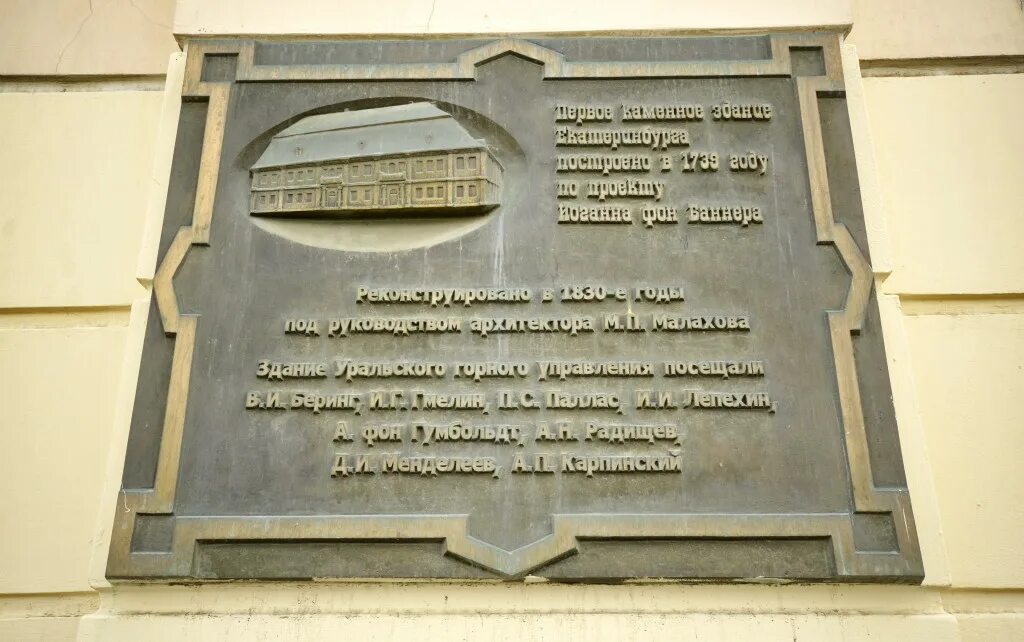 Первое каменное здание
Екатеринбурга
построено в 1739 году
по проекту
Иоганна фон Баннера
Реконструировано в 1830-е годы
под руководством архитектора М.П. Малахова
Здание Уральского горного управления посещали
В.И. Беринг, И.Г. Гмелин, П.С. Паллас, И.И. Лепехин,
А. фон Гумбольдт, А.Н. Радищев,
Д.И. Менделеев, А.П. Карпинский